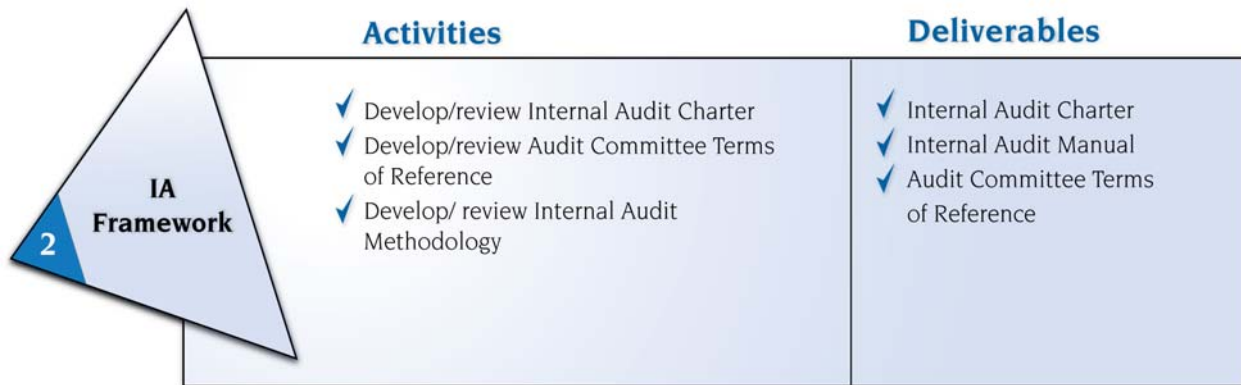 Activities
Deliverables
IA
Framework
2
Develop/review Internal Audit Charter
Develop/review Audit Committee Terms
of Reference
Develop/ review Internal Audit
Methodology
Internal Audit Charter
Internal Audit Manual
Audit Committee Terms
of Reference